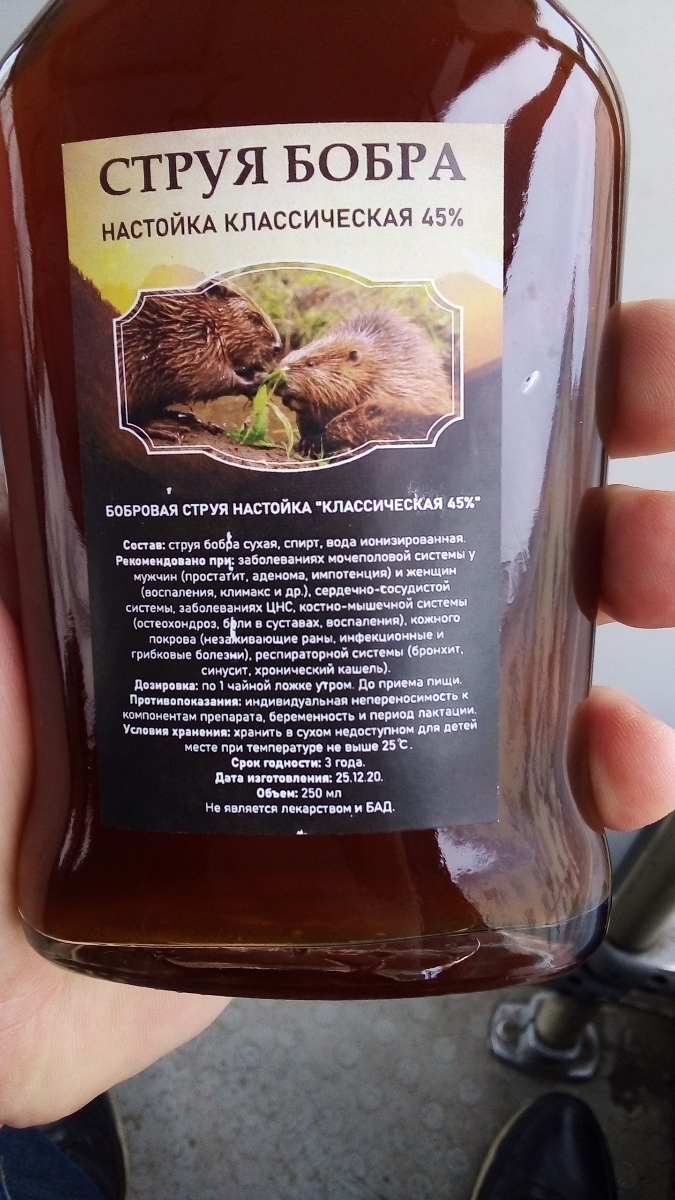 СТРУЯ БОБРА
НАСТОЙКА КЛАССИЧЕСКАЯ 45%
БОБРОВАЯ СТРУЯ НАСТОЙКА "КЛАССИЧЕСКАЯ 45%"
Состав: струя бобра сухая, спирт, вода ионизированная.
Рекомендовано при: заболеваниях мочеполовой системы у
мужчин (простатит, аденома, импотенция) и женщин
(воспаления, климакс и др.), сердечно-сосудистой
системы, заболеваниях ЦНС, костно-мышечной системы
(остеохондроз, боли в суставах, воспаления), кожного
покрова (незаживающие раны, инфекционные и
грибковые болезни), респираторной системы (бронхит,
синусит, хронический кашель).
Дозировка: по 1 чайной ложке утром. До приема пищи.
Противопоказания: индивидуальная непереносимость к
компонентам препарата, беременность и период лактации.
Условия хранения: хранить в сухом недоступном для детей
месте при температуре не выше 25°С.
Срок годности: 3 года.
Дата изготовления: 25.12.20.
Объем: 250 мл
Не является лекарством и БАД.